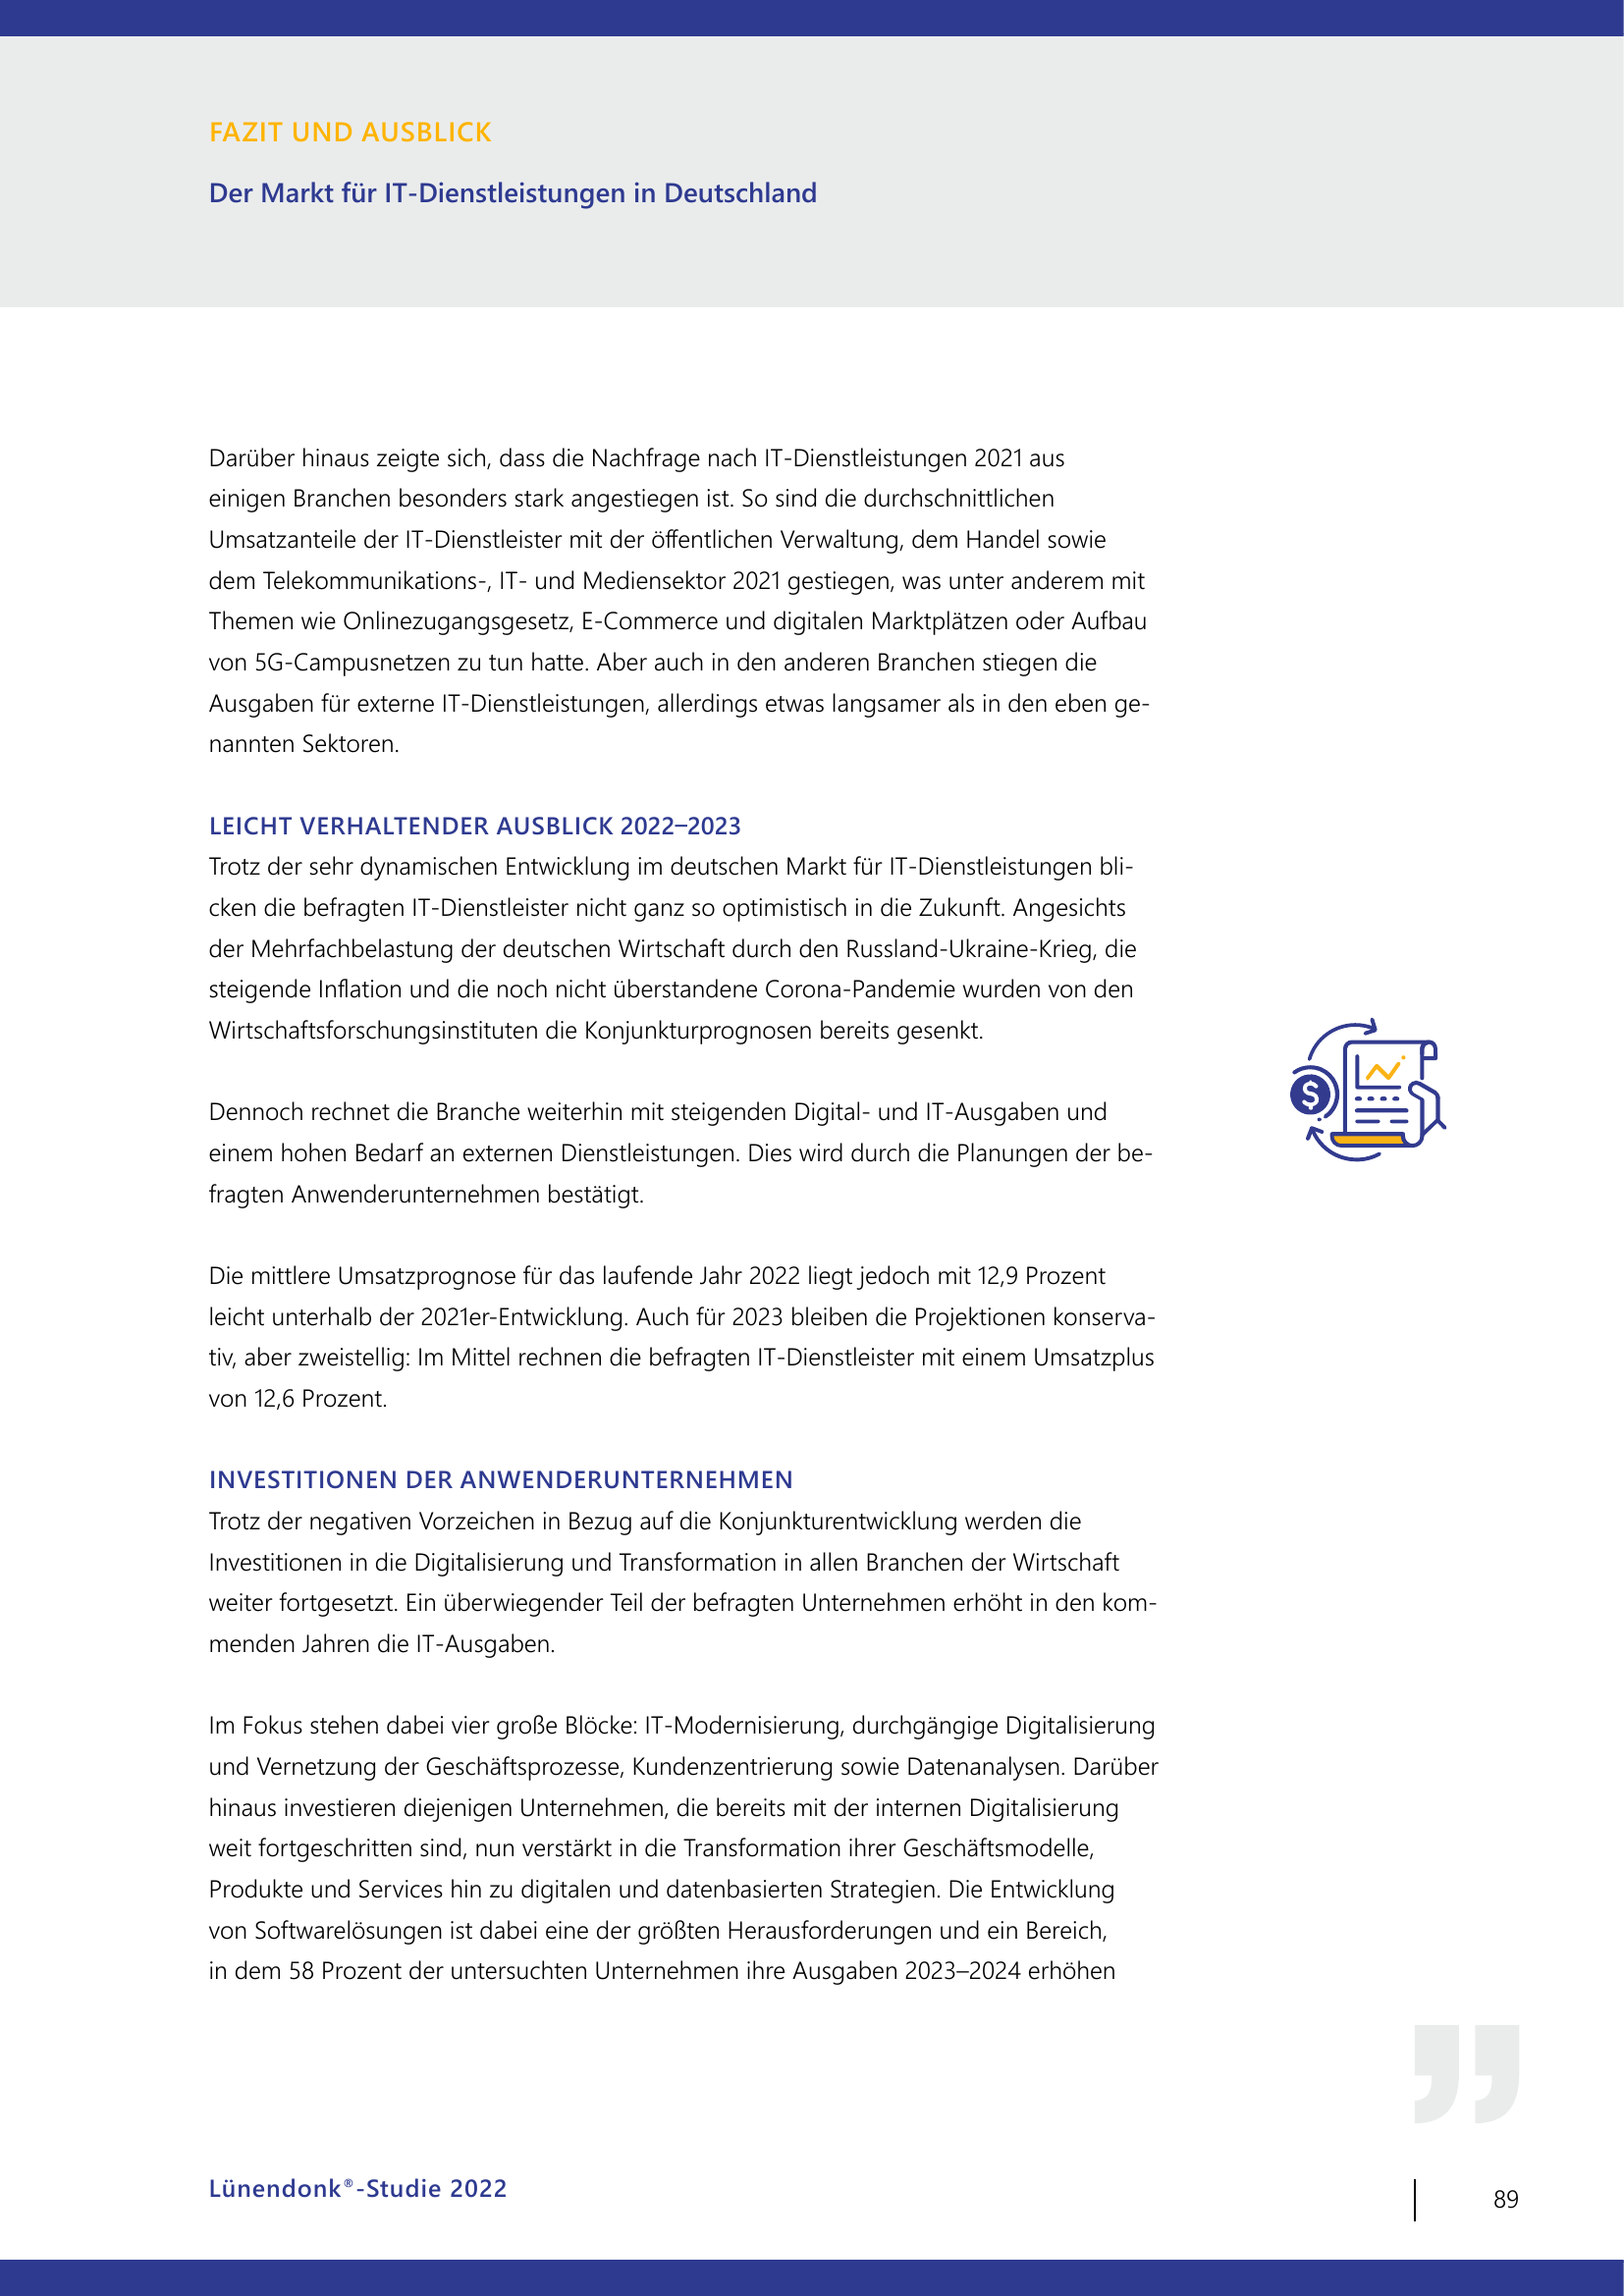 FAZIT UND AUSBLICK
Der Markt für IT-Dienstleistungen in Deutschland
Darüber hinaus zeigte sich, dass die Nachfrage nach IT-Dienstleistungen 2021 aus
einigen Branchen besonders stark angestiegen ist. So sind die durchschnittlichen
Umsatzanteile der IT-Dienstleister mit der öffentlichen Verwaltung, dem Handel sowie
dem Telekommunikations-, IT- und Mediensektor 2021 gestiegen, was unter anderem mit
Themen wie Onlinezugangsgesetz, E-Commerce und digitalen Marktplätzen oder Aufbau
von 5G-Campusnetzen zu tun hatte. Aber auch in den anderen Branchen stiegen die
Ausgaben für externe IT-Dienstleistungen, allerdings etwas langsamer als in den eben ge-
nannten Sektoren.
LEICHT VERHALTENDER AUSBLICK 2022–2023
Trotz der sehr dynamischen Entwicklung im deutschen Markt für IT-Dienstleistungen bli-
cken die befragten IT-Dienstleister nicht ganz so optimistisch in die Zukunft. Angesichts
der Mehrfachbelastung der deutschen Wirtschaft durch den Russland-Ukraine-Krieg, die
steigende Inflation und die noch nicht überstandene Corona-Pandemie wurden von den
Wirtschaftsforschungsinstituten die Konjunkturprognosen bereits gesenkt.
Dennoch rechnet die Branche weiterhin mit steigenden Digital- und IT-Ausgaben und
einem hohen Bedarf an externen Dienstleistungen. Dies wird durch die Planungen der be-
fragten Anwenderunternehmen bestätigt.
Die mittlere Umsatzprognose für das laufende Jahr 2022 liegt jedoch mit 12,9 Prozent
leicht unterhalb der 2021er-Entwicklung. Auch für 2023 bleiben die Projektionen konserva-
tiv, aber zweistellig: Im Mittel rechnen die befragten IT-Dienstleister mit einem Umsatzplus
von 12,6 Prozent.
INVESTITIONEN DER ANWENDERUNTERNEHMEN
Trotz der negativen Vorzeichen in Bezug auf die Konjunkturentwicklung werden die
Investitionen in die Digitalisierung und Transformation in allen Branchen der Wirtschaft
weiter fortgesetzt. Ein überwiegender Teil der befragten Unternehmen erhöht in den kom-
menden Jahren die IT-Ausgaben.
Im Fokus stehen dabei vier große Blöcke: IT-Modernisierung, durchgängige Digitalisierung
und Vernetzung der Geschäftsprozesse, Kundenzentrierung sowie Datenanalysen. Darüber
hinaus investieren diejenigen Unternehmen, die bereits mit der internen Digitalisierung
weit fortgeschritten sind, nun verstärkt in die Transformation ihrer Geschäftsmodelle,
Produkte und Services hin zu digitalen und datenbasierten Strategien. Die Entwicklung
von Softwarelösungen ist dabei eine der größten Herausforderungen und ein Bereich,
in dem 58 Prozent der untersuchten Unternehmen ihre Ausgaben 2023–2024 erhöhen
Lünendonk®-Studie 2022
89